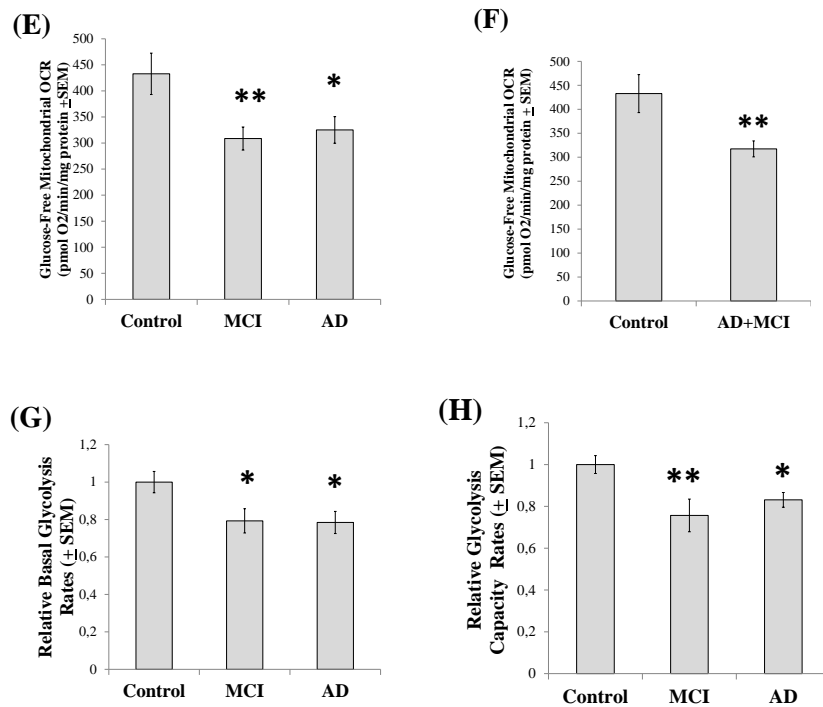 (E)
Glucose-Free Mitochondrial OCR
(pmol O2/min/mg protein ±SEM)
500
450
400
350
300
250
200
150
100
50
0
**
*
Control MCI AD
(F)
Glucose-Free Mitochondrial OCR
(pmol O2/min/mg protein ± SEM)
500
450
400
350
300
250
200
150
100
50
0
**
Control AD+MCI
(G)
Relative Basal Glycolysis
Rates (± SEM)
1,2
1
0,8
0,6
0,4
0,2
0
*
*
Control MCI AD
(H)
Relative Glycolysis
Capacity Rates (± SEM)
1,2
1
0,8
0,6
0,4
0,2
0
**
*
Control MCI AD